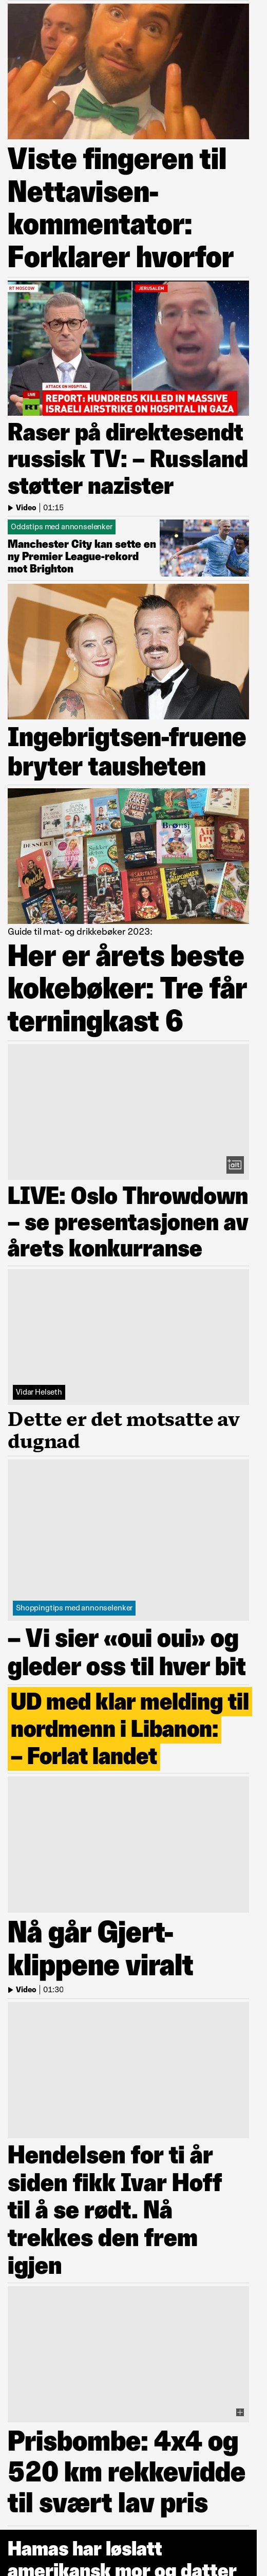 Viste fingeren til
Nettavisen-
kommentator:
Forklarer hvorfor
RT MOSCOW
JERUSALEM
ATTACK ON HOSPITAL
LIVE
RT
REPORT: HUNDREDS KILLED IN MASSIVE
ISRAELI AIRSTRIKE ON HOSPITAL IN GAZA
Raser på direktesendt
russisk TV: – Russland
støtter nazister
Video | 01:15
Oddstips med annonselenker
Manchester City kan sette en
ny Premier League-rekord
mot Brighton
Ingebrigtsen-fruene
bryter tausheten
Guide til mat- og drikkebøker 2023:
Her er årets beste
kokebøker: Tre får
terningkast 6
alt
LIVE: Oslo Throwdown
– se presentasjonen av
årets konkurranse
Vidar Helseth
Dette er det motsatte av
dugnad
Shoppingtips med annonselenker
– Vi sier «oui oui» og
gleder oss til hver bit
UD med klar melding til
nordmenn i Libanon:
– Forlat landet
Nå går Gjert-
klippene viralt
Video | 01:30
Hendelsen for ti år
siden fikk Ivar Hoff
til å se rødt. Nå
trekkes den frem
igjen
Prisbombe: 4x4 og
520 km rekkevidde
til svært lav pris
Hamas har løslatt
amerikansk mor og datter